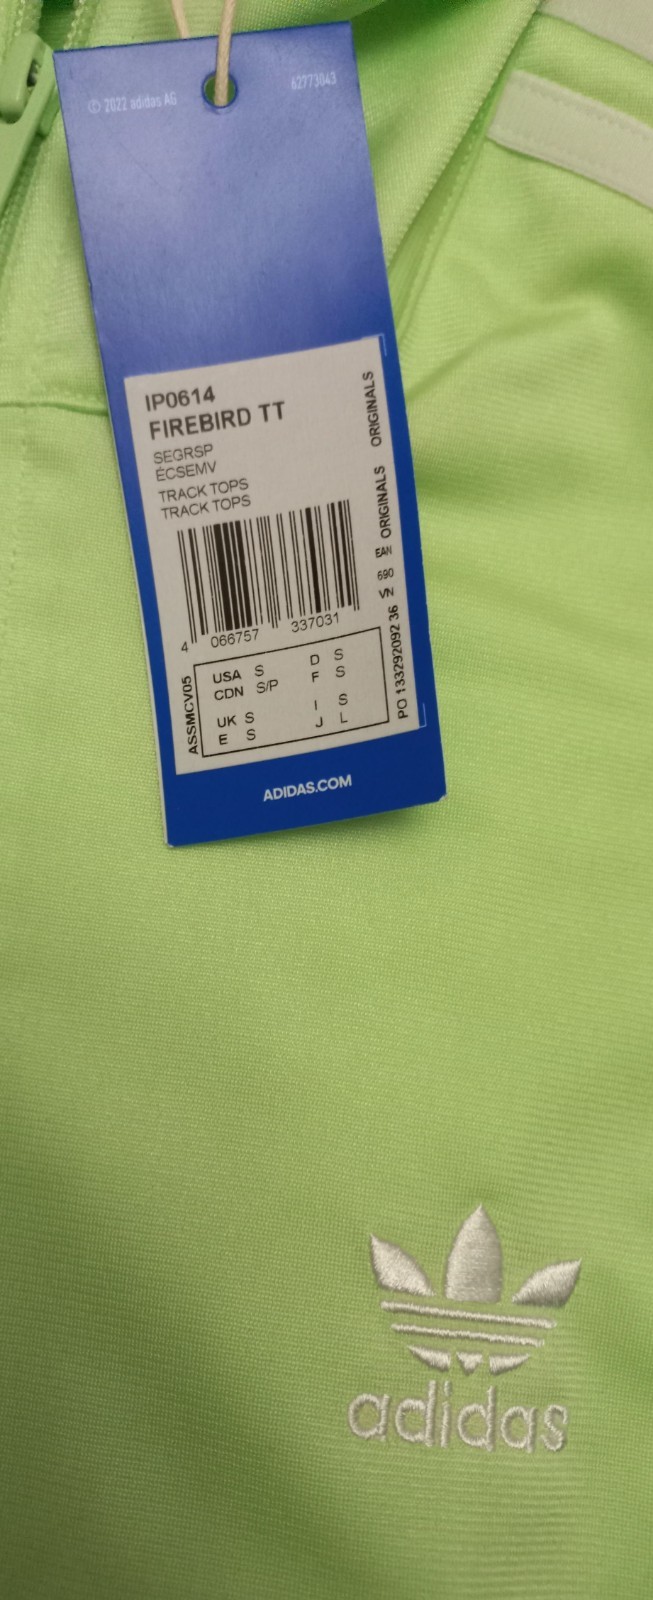 © 2022 adidas AG
62773043
IP0614
FIREBIRD TT
SEGRSP
ÉCSEMV
TRACK TOPS
TRACK TOPS
4 066757 337031
ORIGINALS
ORIGINALS
EAN
690
VN
PO 133292092 36
ASSMCV05
USA S D S
CDN S/P F S
UK S I S
E S J L
ADIDAS.COM
adidas